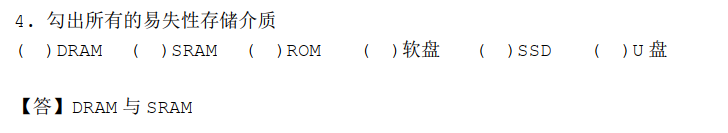 4. 勾出所有的易失性存储介质
( )DRAM ( )SRAM ( )ROM ( )软盘 ( )SSD ( )U 盘
【答】DRAM 与 SRAM